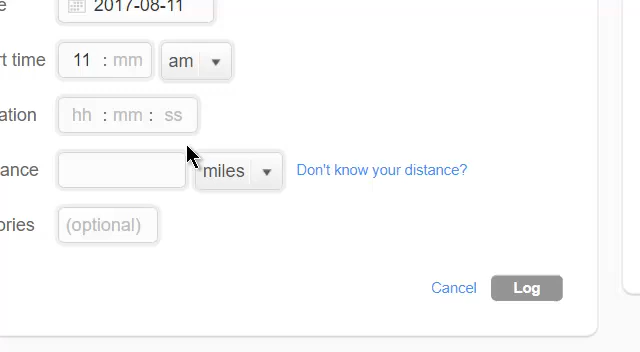 e 2017-08-11
rt time 11 : mm am
ation hh : mm : ss
ance miles Don't know your distance?
ories (optional)
Cancel Log